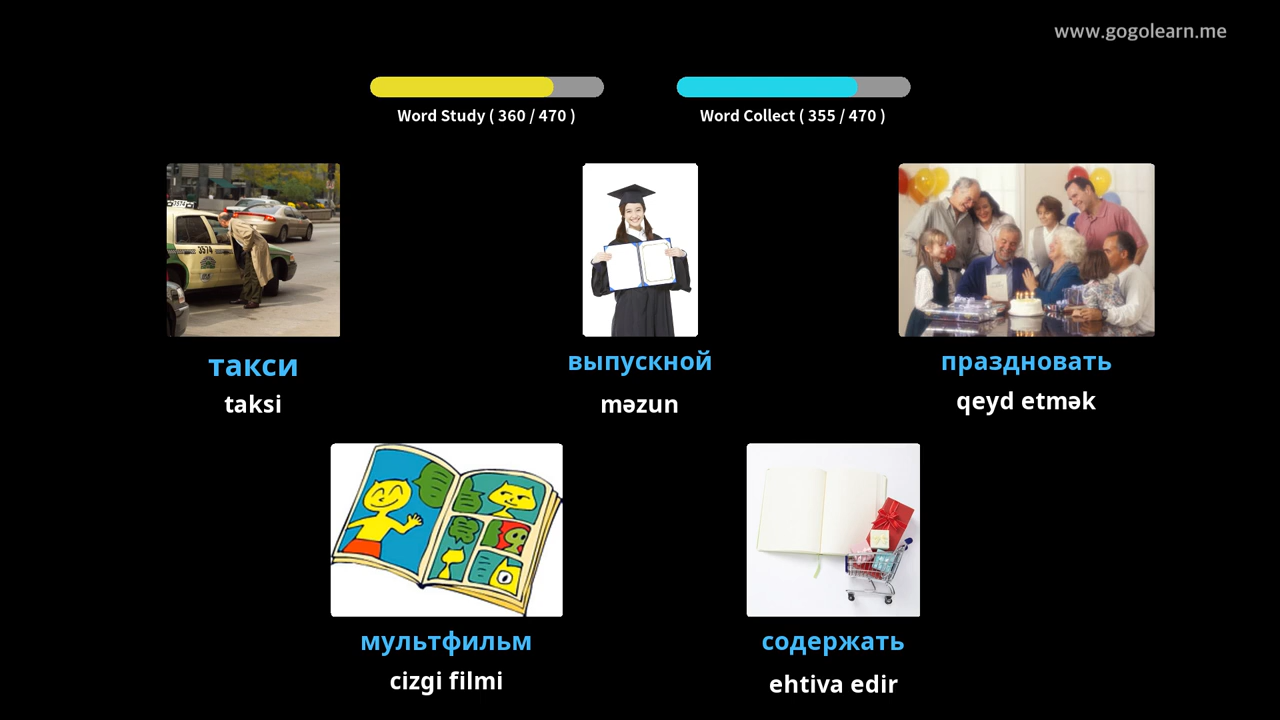 www.gogolearn.me
Word Study ( 360 / 470 )
Word Collect ( 355 / 470 )
3574
такси
taksi
выпускной
məzun
праздновать
qeyd etmək
мультфильм
cizgi filmi
содержать
ehtiva edir